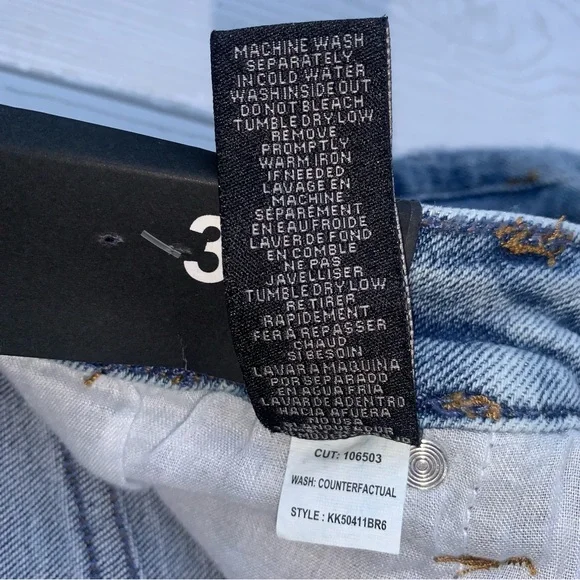 MACHINE WASH
SEPARATELY
IN COLD WATER
WASH INSIDE OUT
DO NOT BLEACH
TUMBLE DRY LOW
REMOVE
PROMPTLY
WARM IRON
IF NEEDED
LAVAGE EN
MACHINE
SÉPARÉMENT
EN EAU FROIDE
LAVER DE FOND
EN COMBLE
NE PAS
JAVELLISER
TUMBLE DRY LOW
RETIRER
RAPIDEMENT
FER A REPASSER
CHAUD
SI BESOIN
LAVAR A MAQUINA
POR SEPARADO
EN AGUA FRIA
LAVAR DE ADENTRO
HACIA AFUERA
NO USA
3
CUT: 106503
WASH: COUNTERFACTUAL
STYLE : KK50411BR6